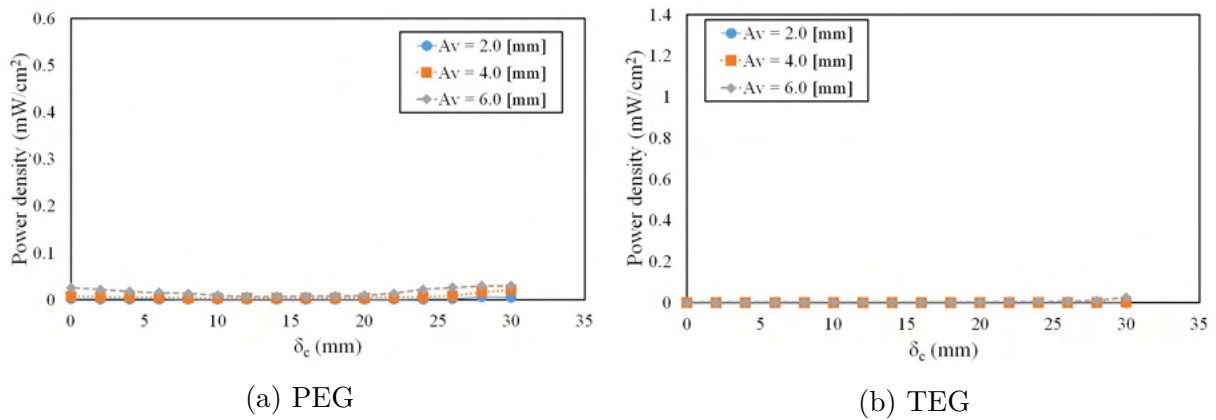 0.6
0.5
0.4
0.3
0.2
0.1
0
Power density (mW/cm²)
Av = 2.0 [mm]
Av = 4.0 [mm]
Av = 6.0 [mm]
0 5 10 15 20 25 30 35
δc (mm)
(a) PEG
1.4
1.2
1
0.8
0.6
0.4
0.2
0
Power density (mW/cm²)
Av = 2.0 [mm]
Av = 4.0 [mm]
Av = 6.0 [mm]
0 5 10 15 20 25 30 35
δc (mm)
(b) TEG